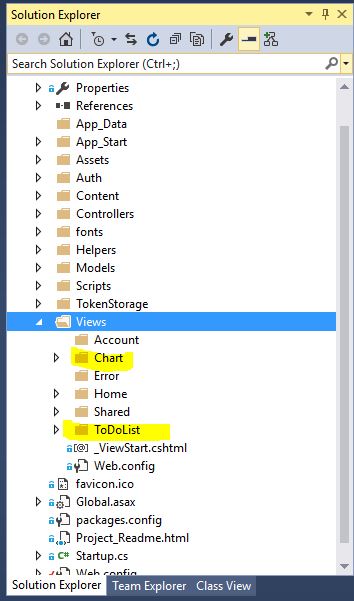 Solution Explorer
Search Solution Explorer (Ctrl+;)
Properties
References
App_Data
App_Start
Assets
Auth
Content
Controllers
fonts
Helpers
Models
Scripts
TokenStorage
Views
Account
Chart
Error
Home
Shared
ToDoList
_ViewStart.cshtml
Web.config
favicon.ico
Global.asax
packages.config
Project_Readme.html
C# Startup.cs
Web.config
Solution Explorer Team Explorer Class View